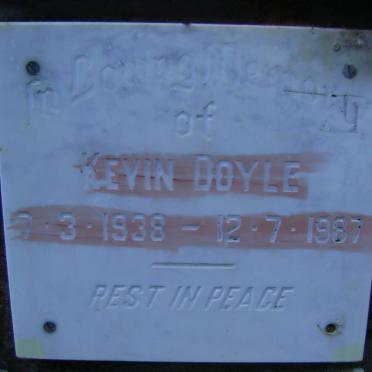 In Loving Memory
of
KEVIN DOYLE
7·3·1938 – 12·7·1987
REST IN PEACE